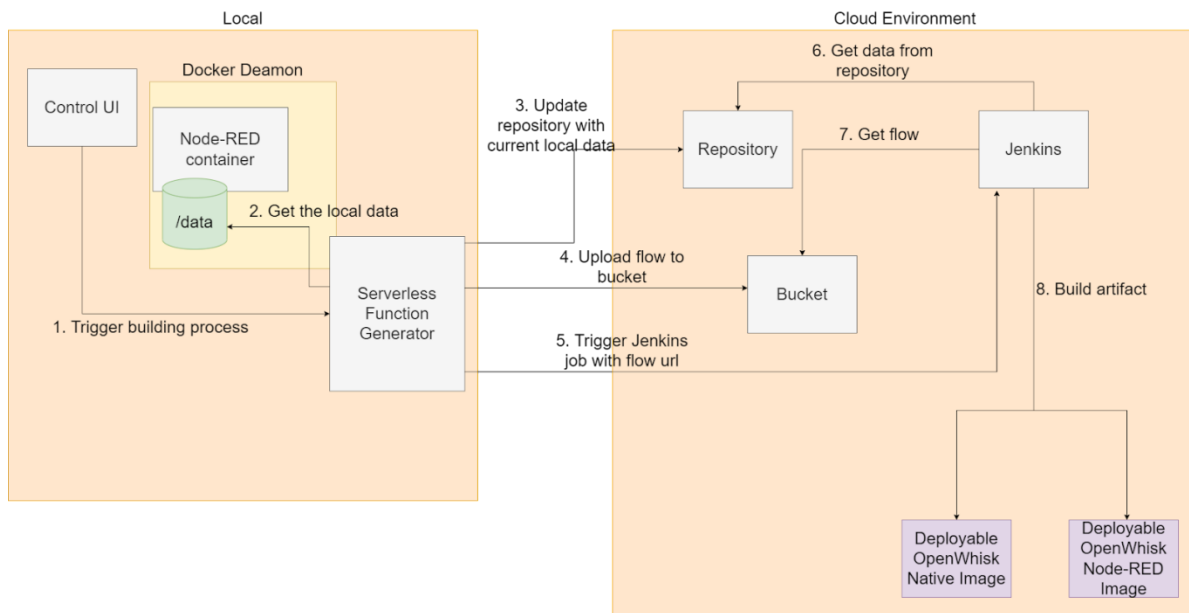 Local
Cloud Environment
6. Get data from
repository
Docker Deamon
Control UI
Node-RED
container
3. Update
repository with
current local data
7. Get flow
Repository
Jenkins
/data
2. Get the local data
4. Upload flow to
bucket
Serverless
Function
Generator
Bucket
8. Build artifact
1. Trigger building process
5. Trigger Jenkins
job with flow url
Deployable
OpenWhisk
Native Image
Deployable
OpenWhisk
Node-RED
Image